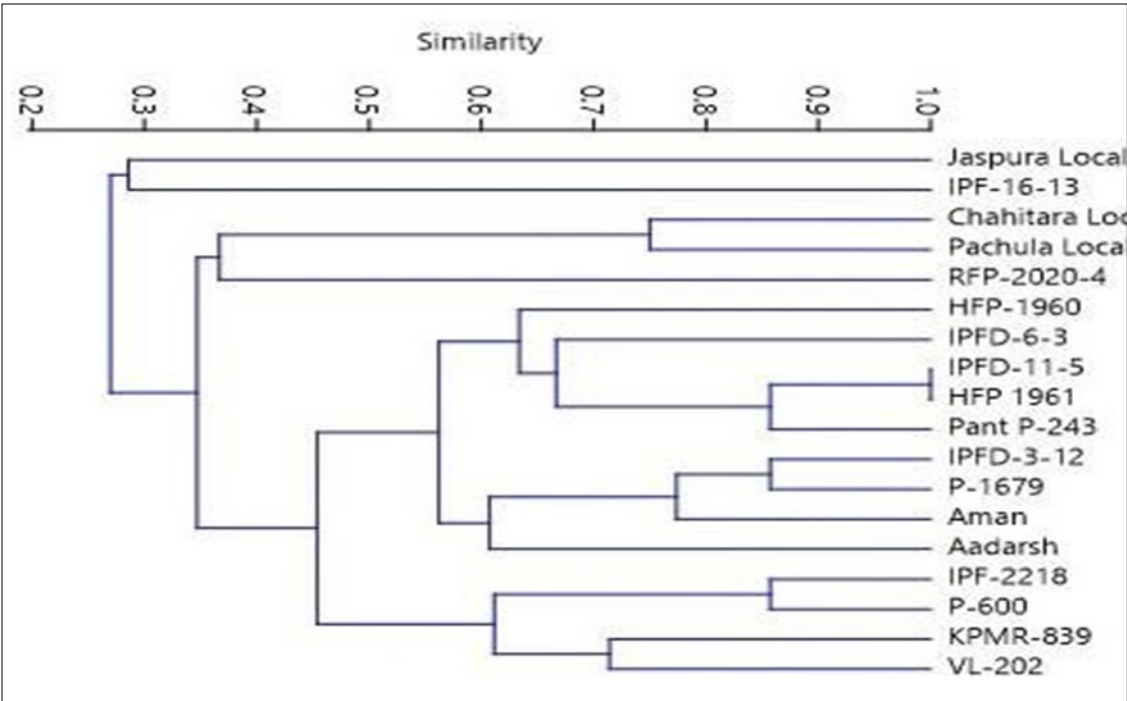 Similarity
0.2 0.3 0.4 0.5 0.6 0.7 0.8 0.9 1.0
Jaspura Local
IPF-16-13
Chahitara Loc
Pachula Local
RFP-2020-4
HFP-1960
IPFD-6-3
IPFD-11-5
HFP 1961
Pant P-243
IPFD-3-12
P-1679
Aman
Aadarsh
IPF-2218
P-600
KPMR-839
VL-202